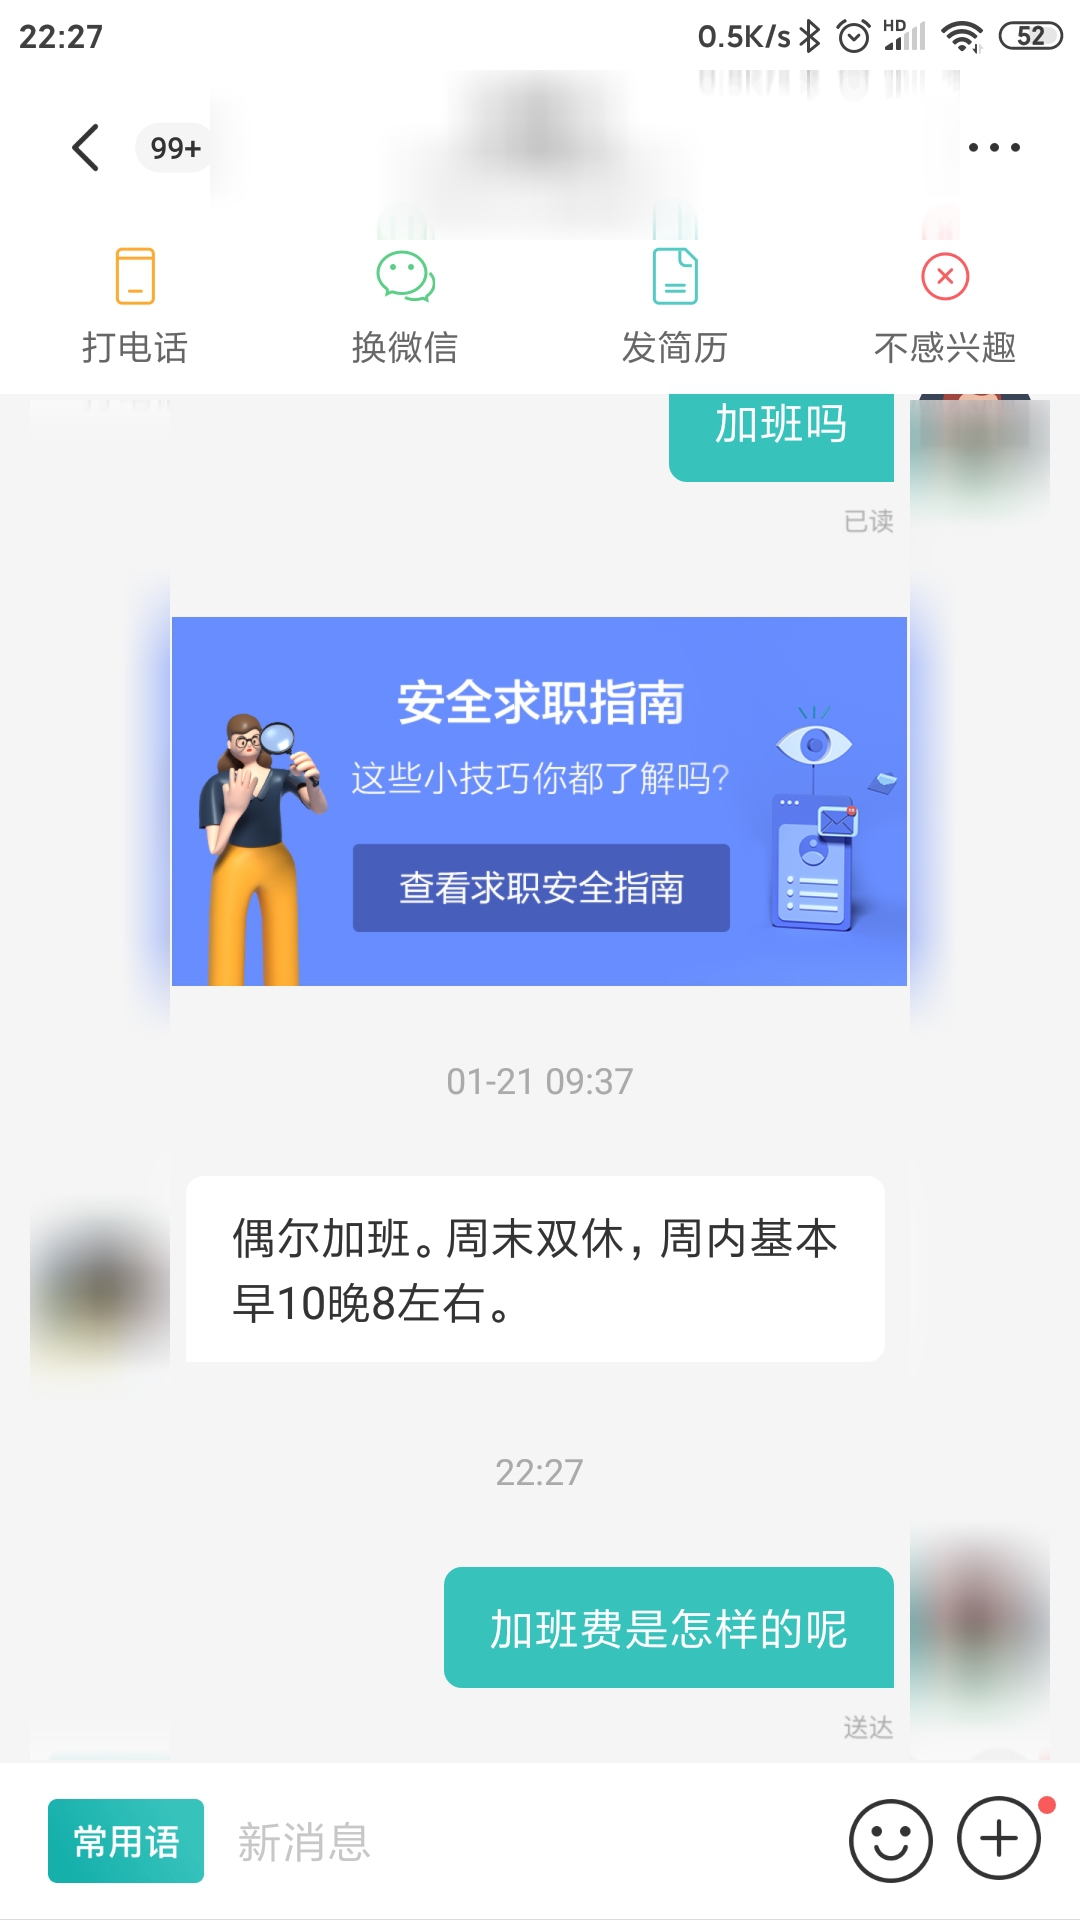 22:27
0.5K/s
HD
52
99+
打电话
换微信
发简历
不感兴趣
加班吗
已读
安全求职指南
这些小技巧你都了解吗?
查看求职安全指南
01-21 09:37
偶尔加班。周末双休,周内基本
早10晚8左右。
22:27
加班费是怎样的呢
送达
常用语
新消息